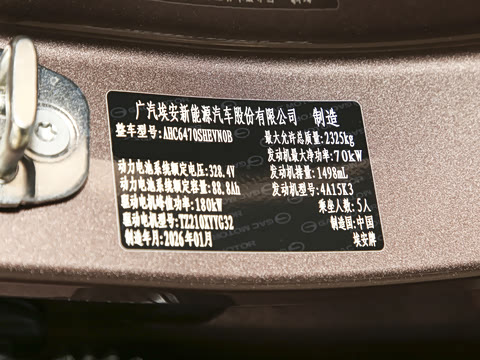 广汽埃安新能源汽车股份有限公司 制造
整车型号:AHC6470SHEVN0B 最大允许总质量:2325kg
发动机最大净功率:70kW
动力电池系统额定电压:328.4V 发动机排量:1498mL
动力电池系统额定容量:88.8Ah 发动机型号:4A15K3
驱动电机峰值功率:180kW 乘坐人数:5人
驱动电机型号:TZ210XYYG32 制造国:中国
制造年月:2026年01月 埃安牌